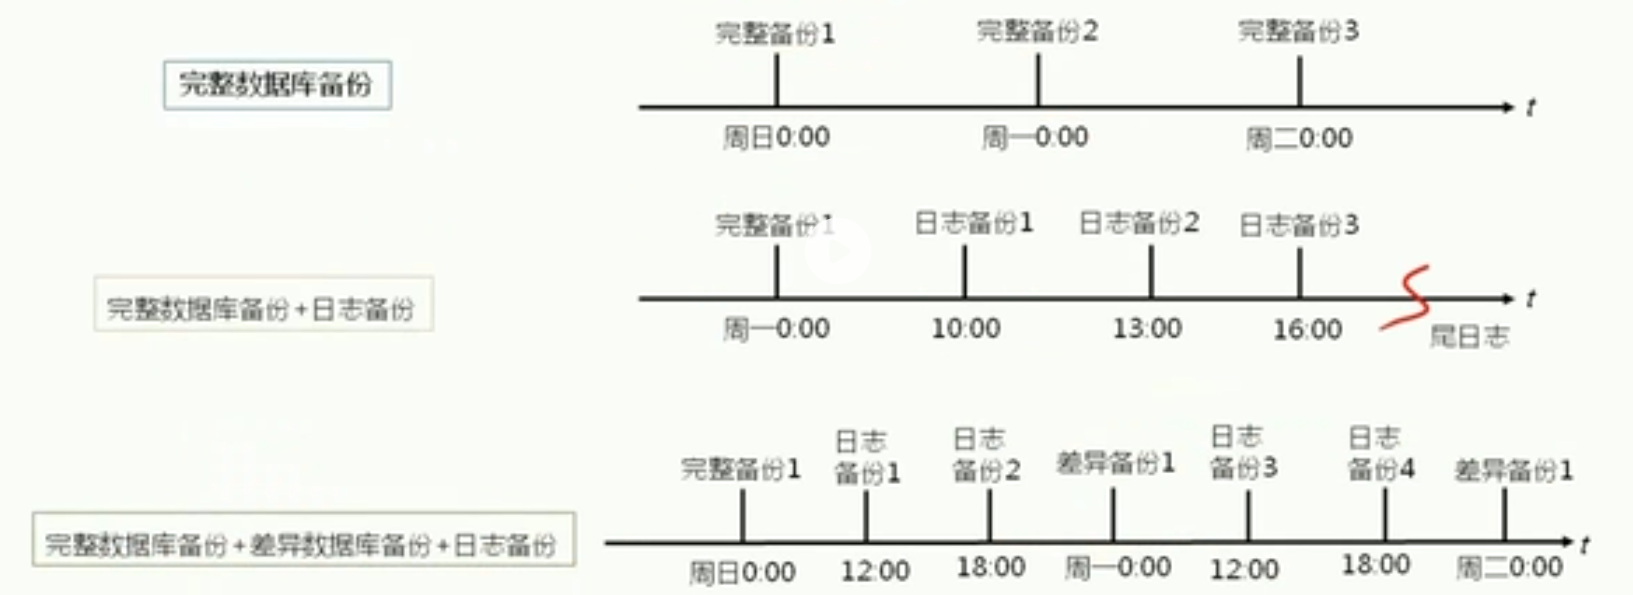 完整数据库备份
完整备份1 完整备份2 完整备份3
t
周日0:00 周一0:00 周二0:00
完整数据库备份+日志备份
完整备份1 日志备份1 日志备份2 日志备份3
t
周一0:00 10:00 13:00 16:00 尾日志
完整数据库备份+差异数据库备份+日志备份
完整备份1 日志备份1 日志备份2 差异备份1 日志备份3 日志备份4 差异备份1
t
周日0:00 12:00 18:00 周一0:00 12:00 18:00 周二0:00